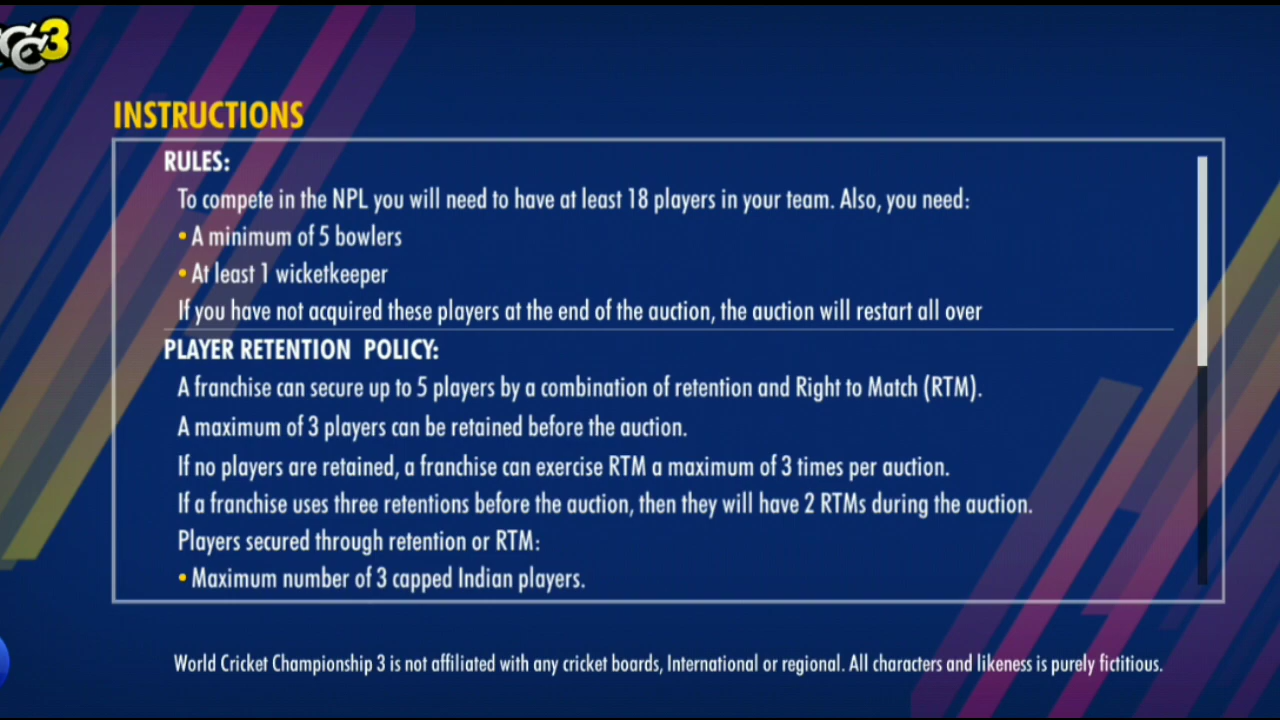 CC3
INSTRUCTIONS
RULES:
To compete in the NPL you will need to have at least 18 players in your team. Also, you need:
• A minimum of 5 bowlers
• At least 1 wicketkeeper
If you have not acquired these players at the end of the auction, the auction will restart all over
PLAYER RETENTION POLICY:
A franchise can secure up to 5 players by a combination of retention and Right to Match (RTM).
A maximum of 3 players can be retained before the auction.
If no players are retained, a franchise can exercise RTM a maximum of 3 times per auction.
If a franchise uses three retentions before the auction, then they will have 2 RTMs during the auction.
Players secured through retention or RTM:
• Maximum number of 3 capped Indian players.
World Cricket Championship 3 is not affiliated with any cricket boards, International or regional. All characters and likeness is purely fictitious.